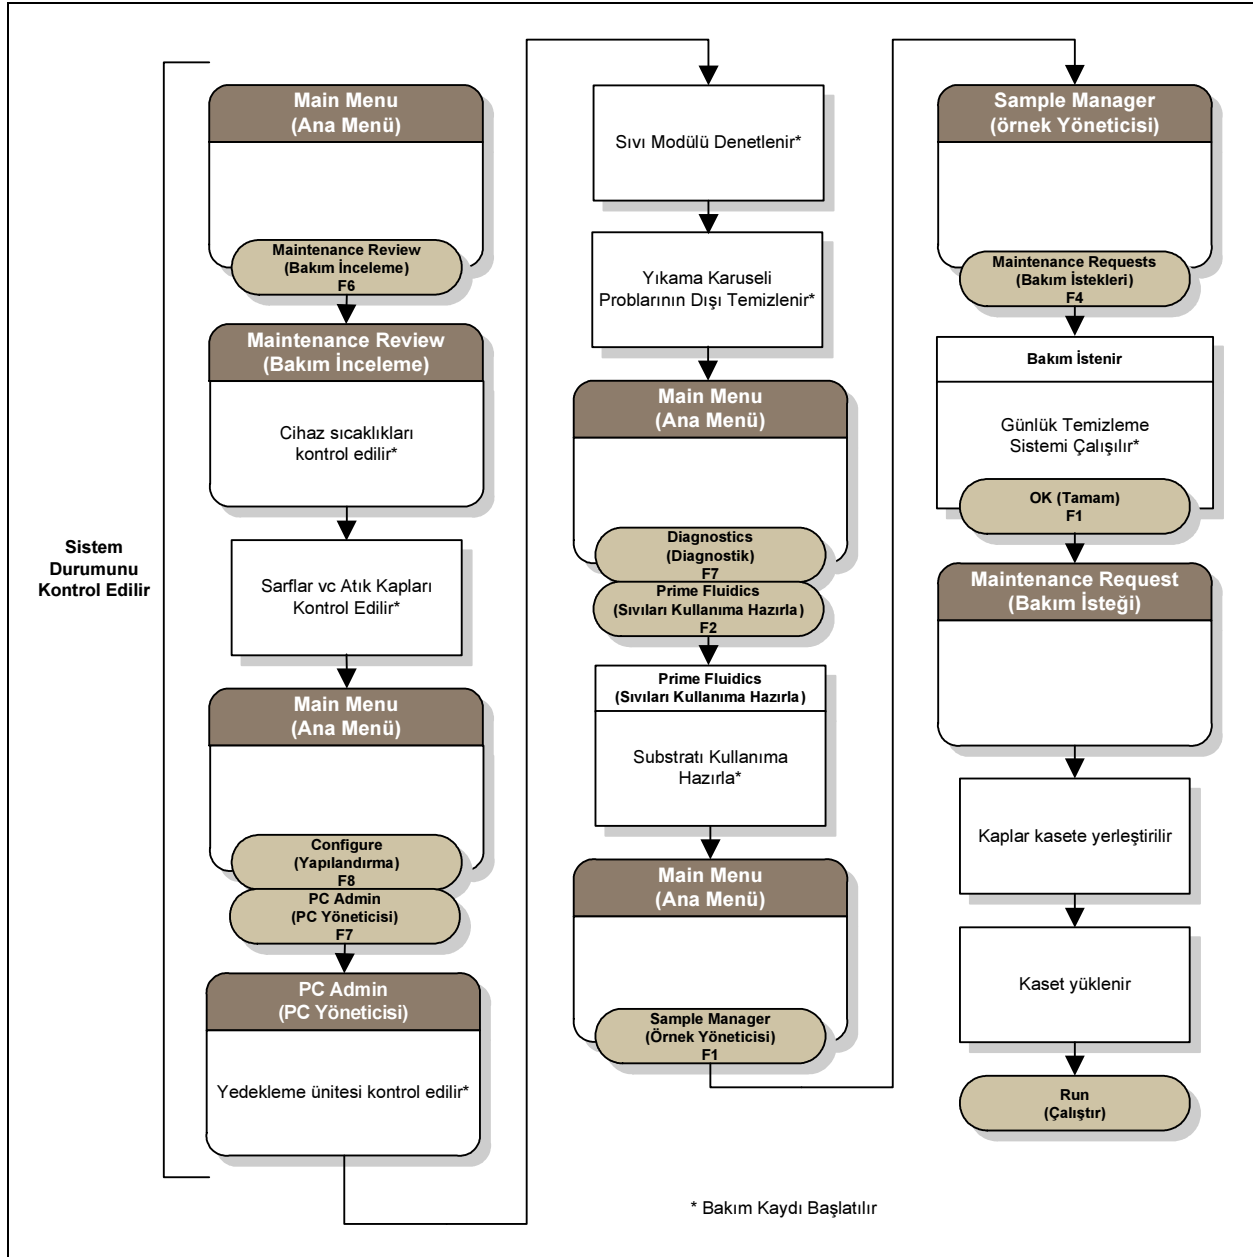 Sistem
Durumunu
Kontrol Edilir
Main Menu
(Ana Menü)
Maintenance Review
(Bakım İnceleme)
F6
Maintenance Review
(Bakım İnceleme)
Cihaz sıcaklıkları
kontrol edilir*
Sarflar vc Atık Kapları
Kontrol Edilir*
Main Menu
(Ana Menü)
Configure
(Yapılandırma)
F8
PC Admin
(PC Yöneticisi)
F7
PC Admin
(PC Yöneticisi)
Yedekleme ünitesi kontrol edilir*
Sıvı Modülü Denetlenir*
Yıkama Karuseli
Problarının Dışı Temizlenir*
Main Menu
(Ana Menü)
Diagnostics
(Diagnostik)
F7
Prime Fluidics
(Sıvıları Kullanıma Hazırla)
F2
Prime Fluidics
(Sıvıları Kullanıma Hazırla)
Substratı Kullanıma
Hazırla*
Main Menu
(Ana Menü)
Sample Manager
(Örnek Yöneticisi)
F1
Sample Manager
(örnek Yöneticisi)
Maintenance Requests
(Bakım İstekleri)
F4
Bakım İstenir
Günlük Temizleme
Sistemi Çalışılır*
OK (Tamam)
F1
Maintenance Request
(Bakım İsteği)
Kaplar kasete yerleştirilir
Kaset yüklenir
Run
(Çalıştır)
* Bakım Kaydı Başlatılır